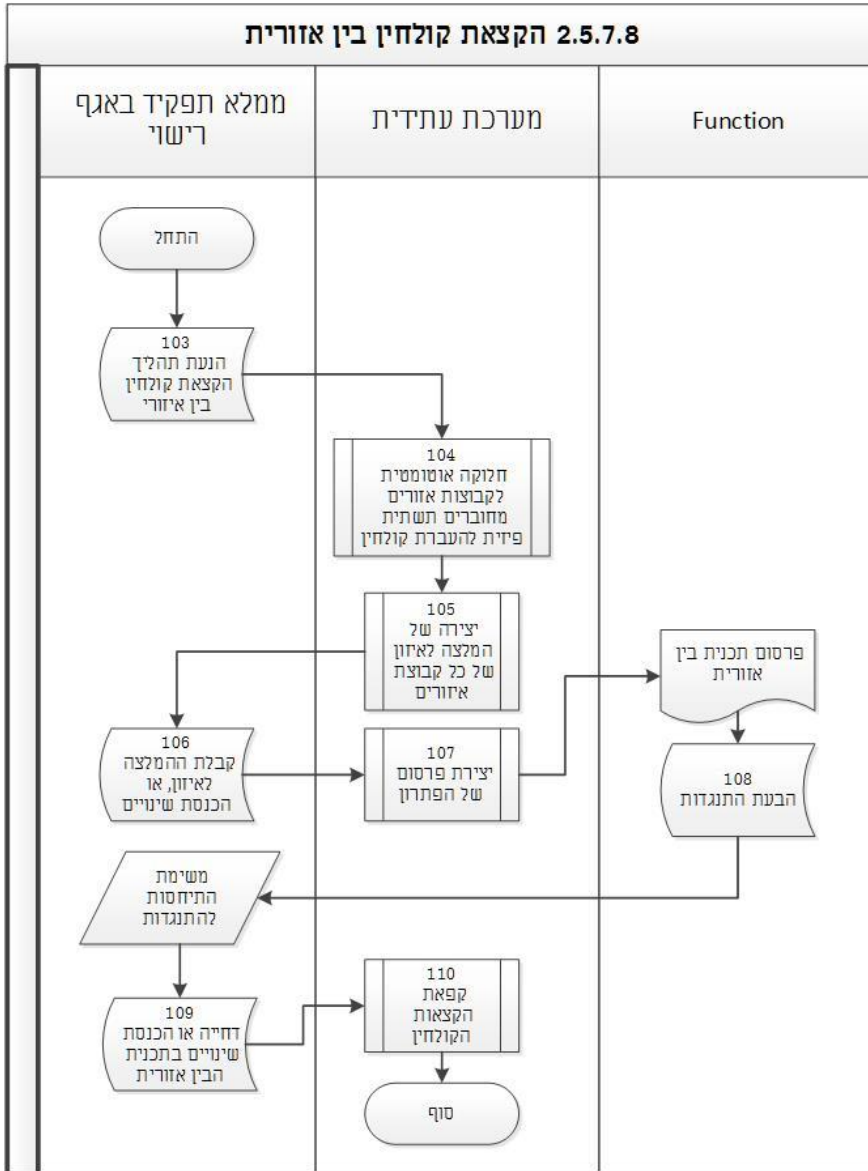 2.5.7.8 הקצאת קולחין בין אזורית
ממלא תפקיד באגף
רישוי
מערכת עתידית
Function
התחל
103
הנעת תהליך
הקצאת קולחין
בין איזורי
104
חלוקה אוטומטית
לקבוצות אזורים
מחוברים תשתית
פיזית להעברת קולחין
105
יצירה של
המלצה לאיזון
של כל קבוצת
איזורים
106
קבלת ההמלצה
לאיזון, או
הכנסת שינויים
107
יצירת פרסום
של הפתרון
פרסום תכנית בין
אזורית
108
הבעת התנגדות
משימת
התיחסות
להתנגדות
109
דחייה או הכנסת
שינויים בתכנית
הבין אזורית
110
קפאת
הקצאות
הקולחין
סוף